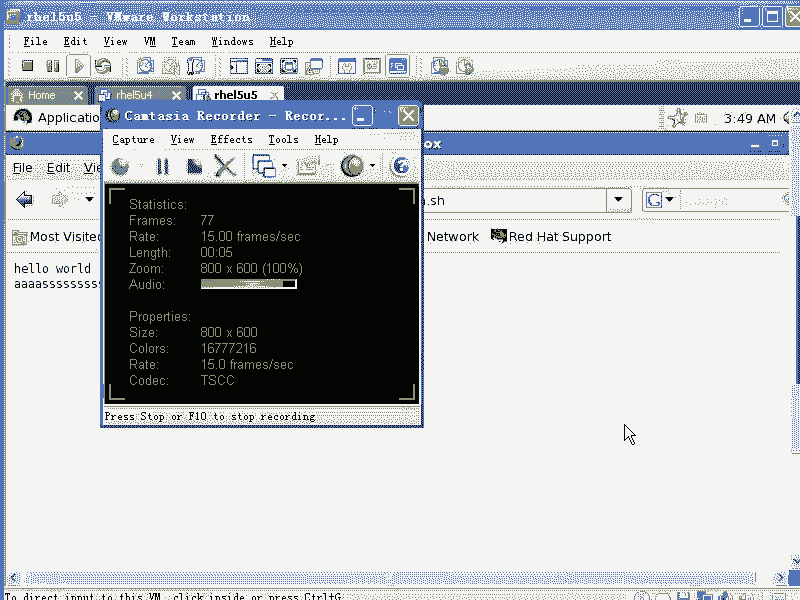 rhel5u5 - VMware Workstation
File Edit View VM Team Windows Help
Home rhel5u4 rhel5u5
Applicatio 3:49 AM
Camtasia Recorder - Recor...
Capture View Effects Tools Help
ox
File Edit Vie
.sh
G
Most Visited Network Red Hat Support
hello world
aaaasssssssss
Statistics:
Frames: 77
Rate: 15.00 frames/sec
Length: 00:05
Zoom: 800 x 600 (100%)
Audio:
Properties:
Size: 800 x 600
Colors: 16777216
Rate: 15.0 frames/sec
Codec: TSCC
Press Stop or F10 to stop recording
To direct input to this VM, click inside or press Ctrl+G.